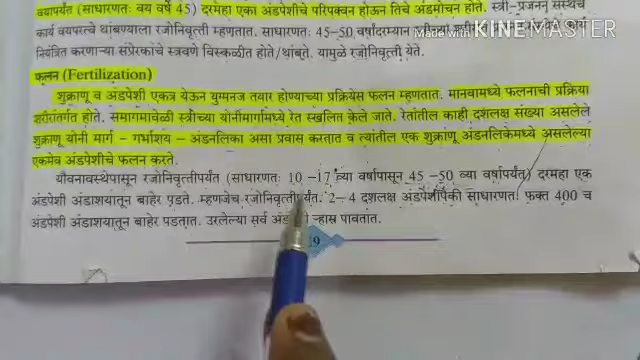 वयापर्यंत (साधारणतः वय वर्षे 45) दरमहा एका अंडपेशीचे परिपक्वन होऊन तिचे अंडमोचन होते. स्त्री-प्रजनन संस्थेचे
कार्य वयपरत्वे थांबण्याला रजोनिवृत्ती म्हणतात. साधारणतः 45-50 वर्षांदरम्यान
नियंत्रित करणाऱ्या संप्रेरकांचे स्त्रवणे विस्कळीत होते/थांबते. यामुळे रजोनिवृत्ती येते.
Made with KINEMASTER
फलन (Fertilization)
शुक्राणू व अंडपेशी एकत्र येऊन युग्मनज तयार होण्याच्या प्रक्रियेस फलन म्हणतात. मानवामध्ये फलनाची प्रक्रिया
शरीरांतर्गत होते. समागमावेळी स्त्रीच्या योनीमार्गामध्ये रेत स्खलित केले जाते. रेतांतील काही दशलक्ष संख्या असलेले
शुक्राणू योनी मार्ग – गर्भाशय – अंडनलिका असा प्रवास करतात व त्यांतील एक शुक्राणू अंडनलिकेमध्ये असलेल्या
एकमेव अंडपेशीचे फलन करते.
यौवनावस्थेपासून रजोनिवृत्तीपर्यंत (साधारणतः 10 –17 व्या वर्षापासून 45 –50 व्या वर्षापर्यंत) दरमहा एक
अंडपेशी अंडाशयातून बाहेर पडते. म्हणजेच रजोनिवृत्तीपर्यंत. 2– 4 दशलक्ष अंडपेशींपैकी साधारणतः फक्त 400 च
अंडपेशी अंडाशयातून बाहेर पडतात. उरलेल्या सर्व ऱ्हास पावतात.